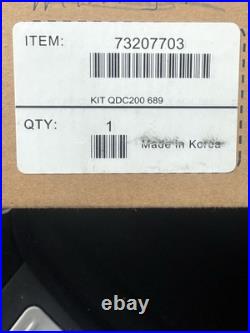 ITEM: 73207703
KIT QDC200 689
QTY: 1
Made In Korea